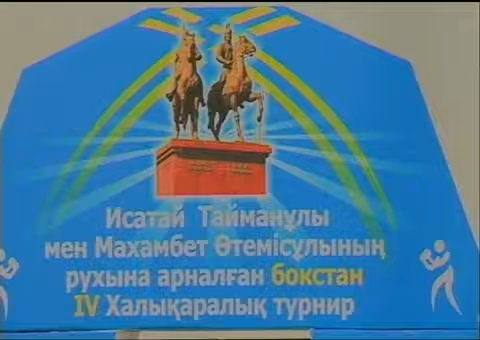 Исатай Тайманұлы
мен Махамбет Өтемісұлының
рухына арналған бокстан
IV Халықаралық турнир